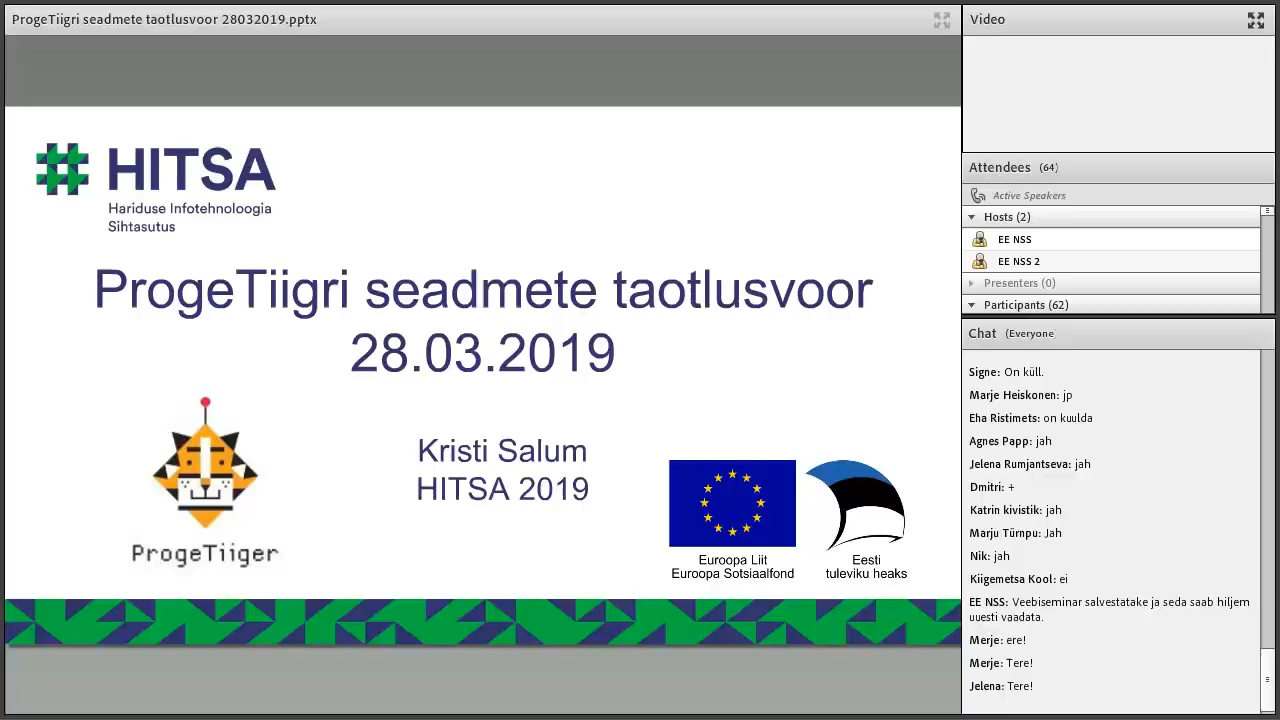 ProgeTiigri seadmete taotlusvoor 28032019.pptx
HITSA
Hariduse Infotehnoloogia
Sihtasutus
ProgeTiigri seadmete taotlusvoor
28.03.2019
Kristi Salum
HITSA 2019
ProgeTiiger
Euroopa Liit
Euroopa Sotsiaalfond
Eesti
tuleviku heaks
Video
Attendees (64)
Active Speakers
Hosts (2)
EE NSS
EE NSS 2
Presenters (0)
Participants (62)
Chat (Everyone
Signe: On küll.
Marje Heiskonen: jp
Eha Ristimets: on kuulda
Agnes Papp: jah
Jelena Rumjantseva: jah
Dmitri: +
Katrin kivistik: jah
Marju Türnpu: Jah
Nik: jah
Kiigemetsa Kool: ei
EE NSS: Veebiseminar salvestatake ja seda saab hiljem
uuesti vaadata.
Merje: ere!
Merje: Tere!
Jelena: Tere!